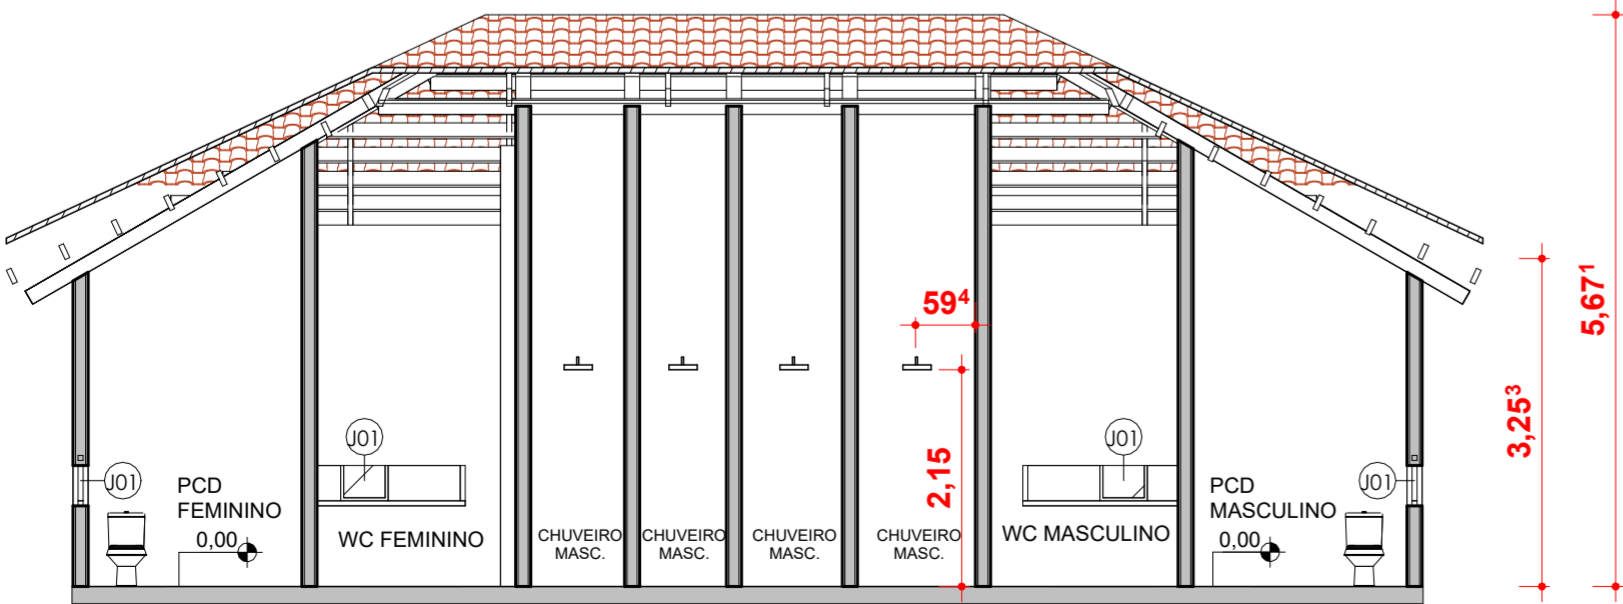 5,67¹
3,25³
59⁴
2,15
J01
J01
J01
J01
PCD
FEMININO
0,00
WC FEMININO
CHUVEIRO
MASC.
CHUVEIRO
MASC.
CHUVEIRO
MASC.
CHUVEIRO
MASC.
WC MASCULINO
PCD
MASCULINO
0,00